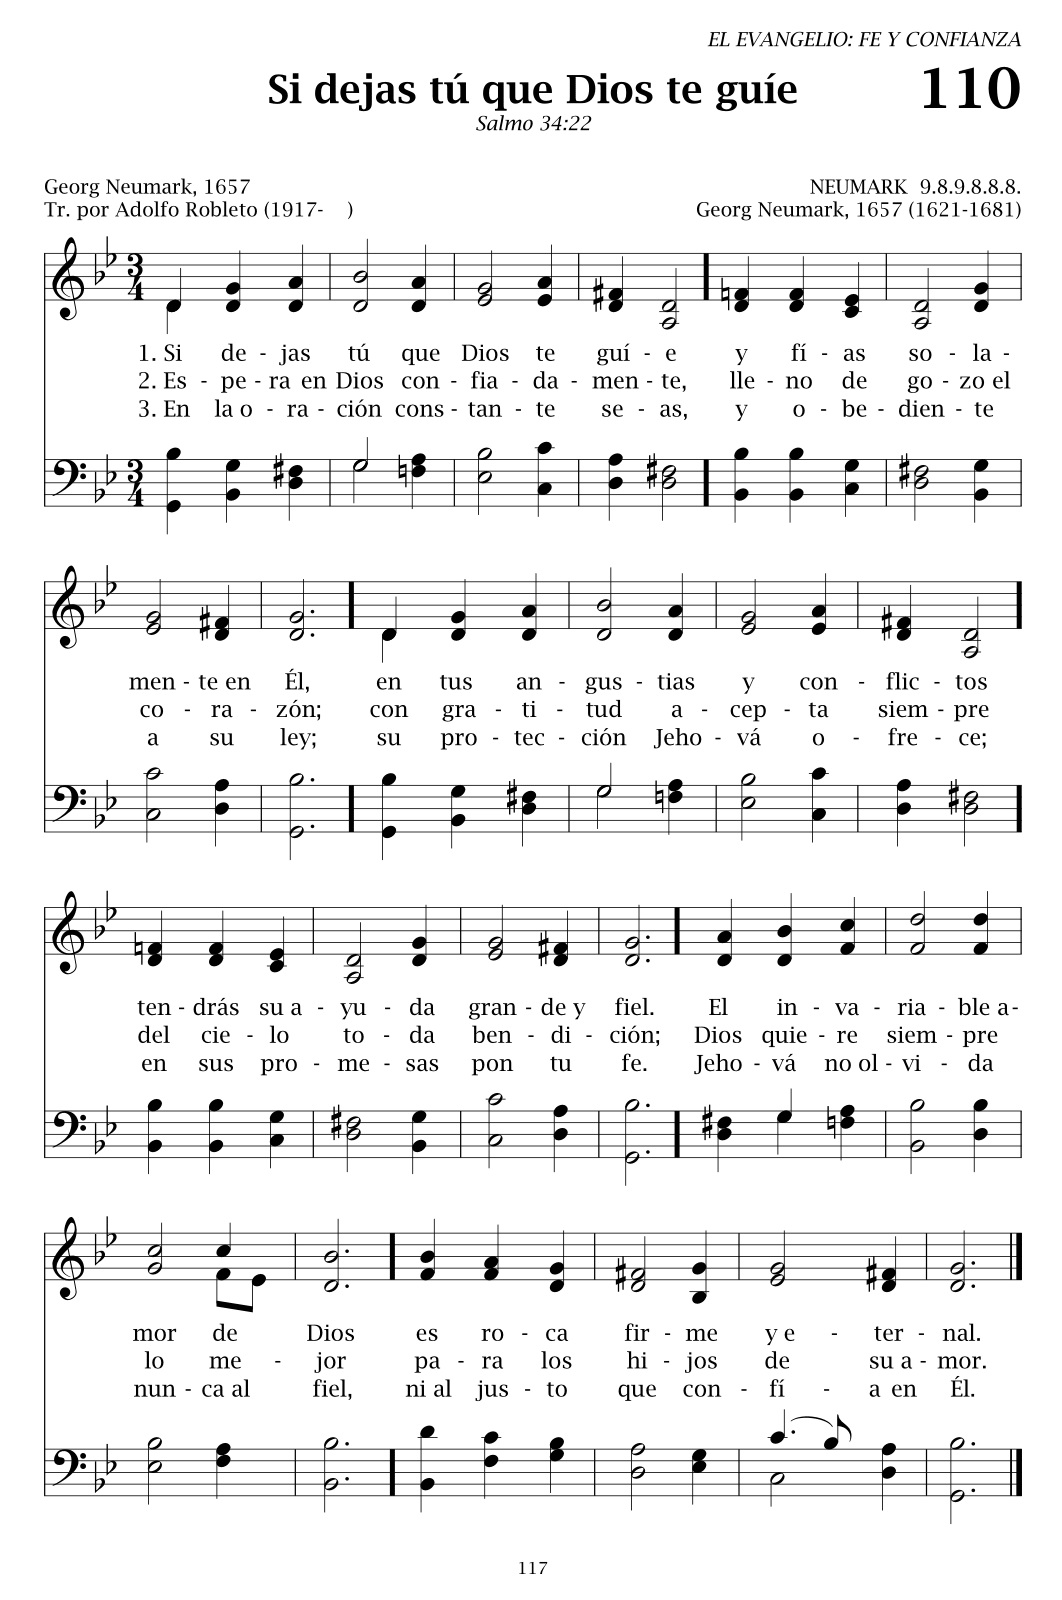 EL EVANGELIO: FE Y CONFIANZA
Si dejas tú que Dios te guíe 110
Salmo 34:22
Georg Neumark, 1657 NEUMARK 9.8.9.8.8.8.
Tr. por Adolfo Robleto (1917- ) Georg Neumark, 1657 (1621-1681)
3 4
1. Si de - jas tú que Dios te guí - e y fí - as so - la -
2. Es - pe - ra en Dios con - fia - da - men - te, lle - no de go - zo el
3. En la o - ra - ción cons - tan - te se - as, y o - be - dien - te
3 4
men - te en Él, en tus an - gus - tias y con - flic - tos
co - ra - zón; con gra - ti - tud a - cep - ta siem - pre
a su ley; su pro - tec - ción Jeho - vá o - fre - ce;
ten - drás su a - yu - da gran - de y fiel. El in - va - ria - ble a-
del cie - lo to - da ben - di - ción; Dios quie - re siem - pre
en sus pro - me - sas pon tu fe. Jeho - vá no ol - vi - da
mor de Dios es ro - ca fir - me y e - ter - nal.
lo me - jor pa - ra los hi - jos de su a - mor.
nun - ca al fiel, ni al jus - to que con - fí - a en Él.
117